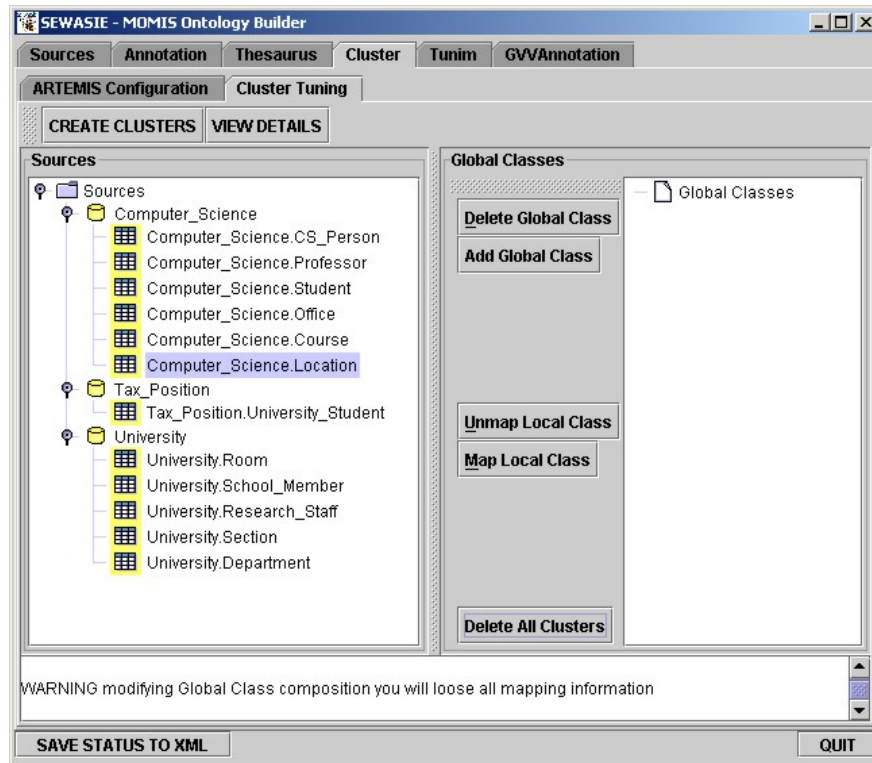 SEWASIE - MOMIS Ontology Builder
Sources Annotation Thesaurus Cluster Tunim GVVAnnotation
ARTEMIS Configuration Cluster Tuning
CREATE CLUSTERS VIEW DETAILS
Sources
Sources
Computer_Science
Computer_Science.CS_Person
Computer_Science.Professor
Computer_Science.Student
Computer_Science.Office
Computer_Science.Course
Computer_Science.Location
Tax_Position
Tax_Position.University_Student
University
University.Room
University.School_Member
University.Research_Staff
University.Section
University.Department
Global Classes
Delete Global Class
Add Global Class
Unmap Local Class
Map Local Class
Delete All Clusters
Global Classes
WARNING modifying Global Class composition you will loose all mapping information
SAVE STATUS TO XML QUIT